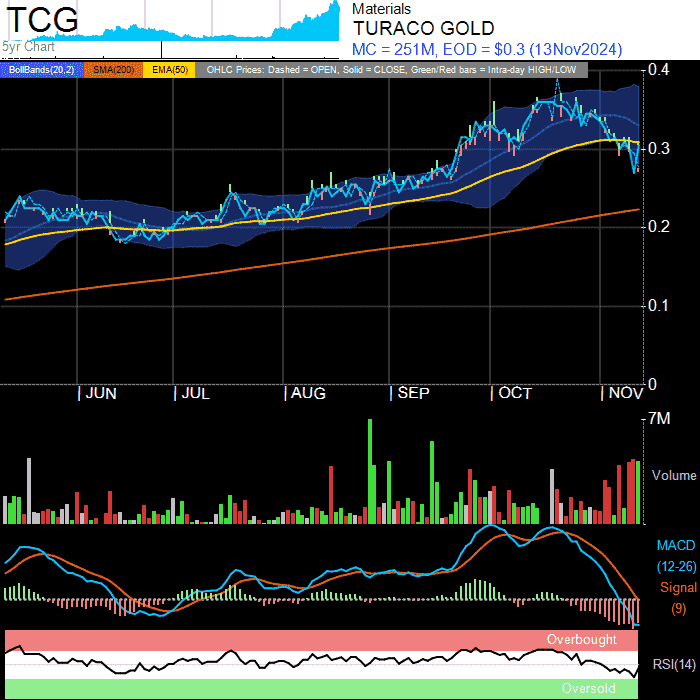 TCG
5yr Chart
Materials
TURACO GOLD
MC = 251M, EOD = $0.3 (13Nov2024)
BollBands(20,2) SMA(200) EMA(50) OHLC Prices: Dashed = OPEN, Solid = CLOSE, Green/Red bars = Intra-day HIGH/LOW
0.4
0.3
0.2
0.1
0
| JUN | JUL | AUG | SEP | OCT | NOV
7M
Volume
MACD
(12-26)
Signal
(9)
Overbought
RSI(14)
Oversold